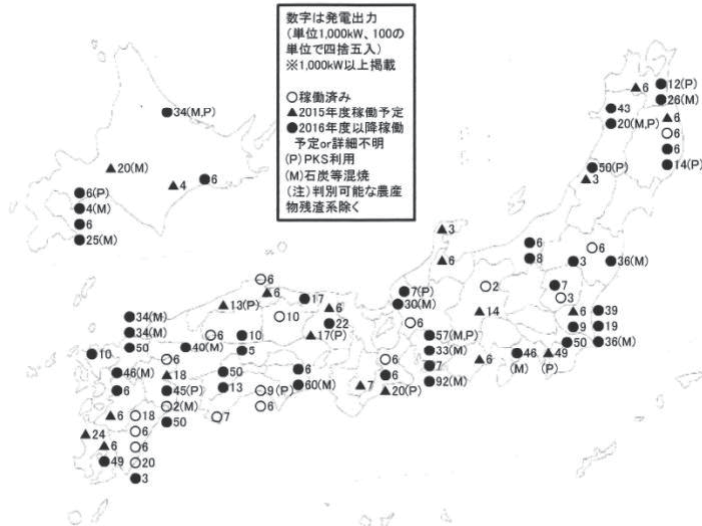 数字は発電出力
(単位1,000kW、100の
単位で四捨五入)
※1,000kW以上掲載
○稼働済み
▲2015年度稼働予定
●2016年度以降稼働
予定or詳細不明
(P)PKS利用
(M)石炭等混焼
(注)判別可能な農産
物残渣系除く
●34(M,P)
▲20(M)
▲4
●6
●6(P)
●4(M)
●6
●25(M)
▲6
●12(P)
●26(M)
●43
●20(M,P)
▲6
○6
●6
●14(P)
●50(P)
▲3
▲3
▲6
●6
●8
○6
●3
●36(M)
○2
●7
○3
▲14
▲6
●39
●9
●19
●50
●36(M)
●7(P)
●30(M)
○6
●57(M,P)
●33(M)
●7
●92(M)
▲6
●46
(M)
▲49
(P)
○6
▲6
▲13(P)
●17
▲6
○10
●22
▲17(P)
●34(M)
●34(M)
●50
○6
●10
●40(M)
●5
●10
●46(M)
●6
○6
▲18
●45(P)
○2(M)
●50
●50
●13
○9(P)
○6
○7
●6
●60(M)
▲7
○6
●6
▲20(P)
▲6
○18
▲24
○6
▲6
○6
●49
○20
●3